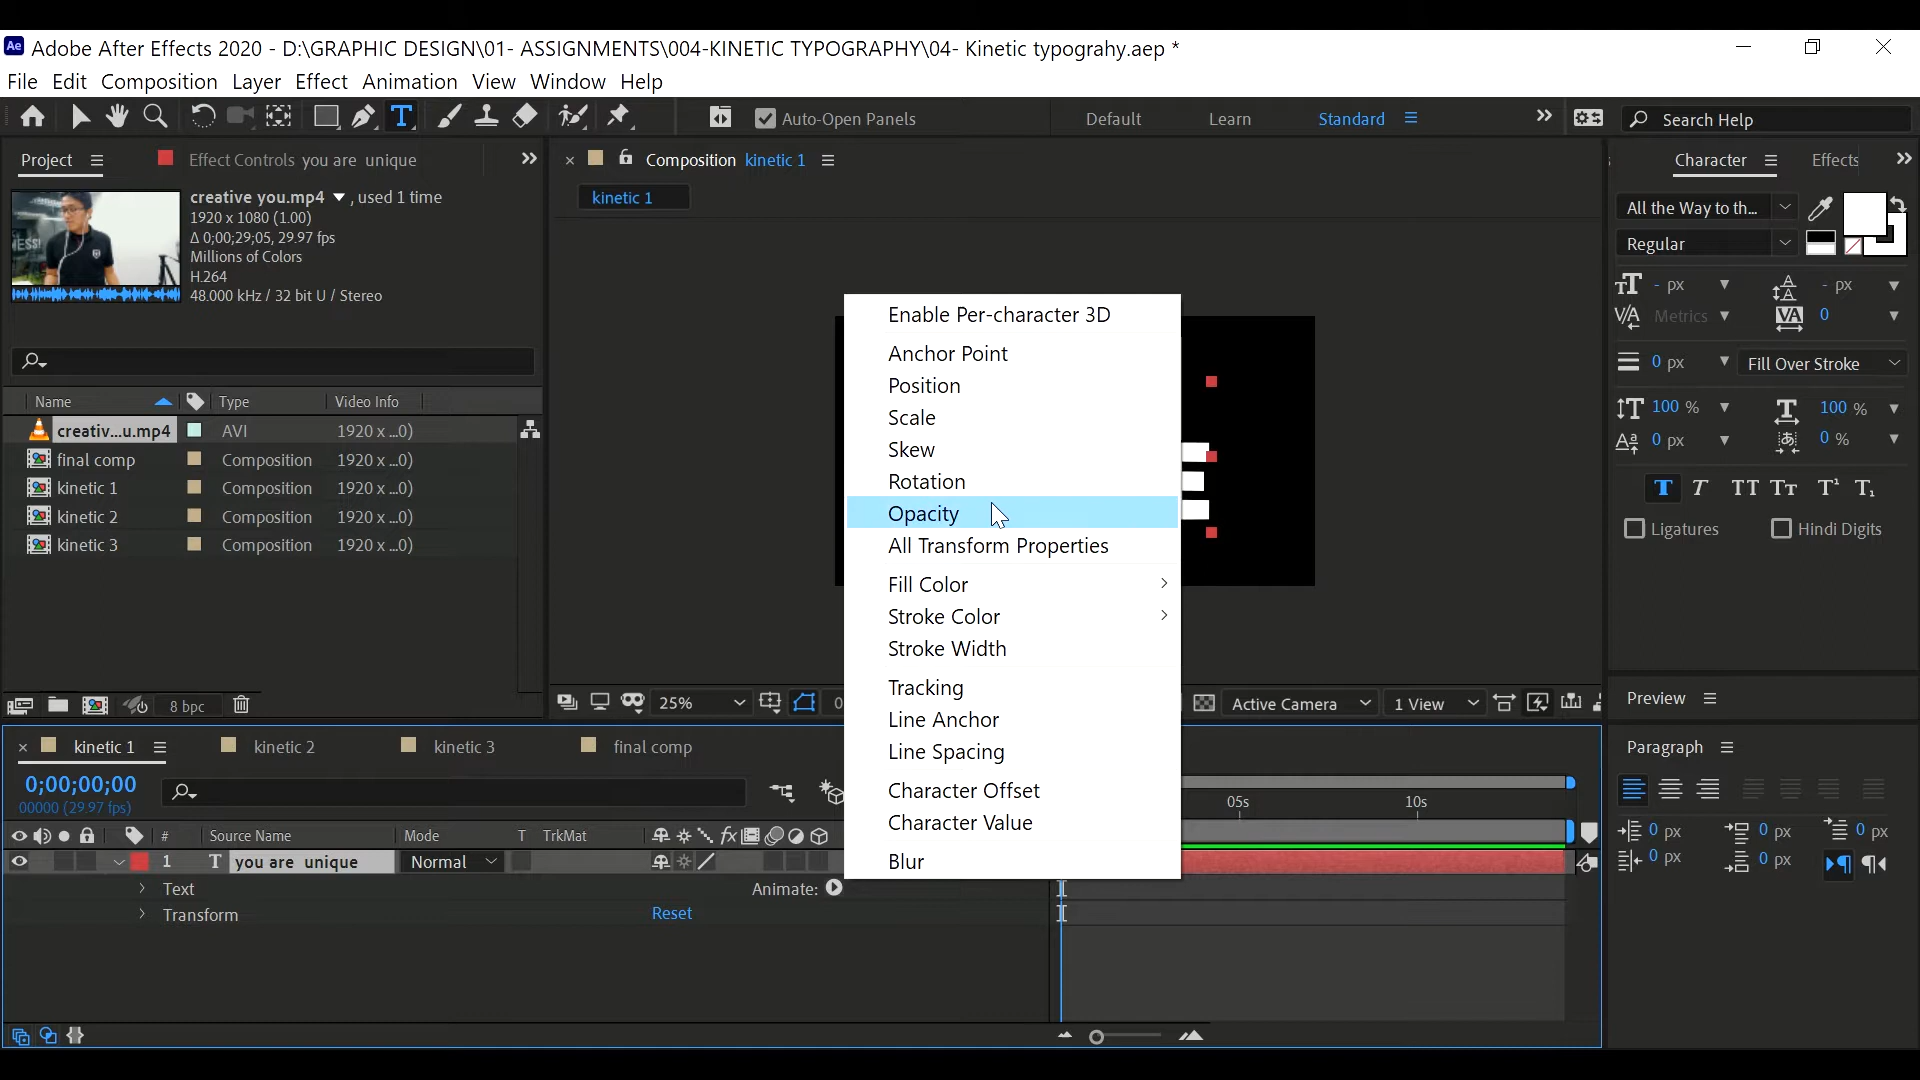 Ae Adobe After Effects 2020 - D:\GRAPHIC DESIGN\01- ASSIGNMENTS\004-KINETIC TYPOGRAPHY\04- Kinetic typograhy.aep *
File Edit Composition Layer Effect Animation View Window Help
Auto-Open Panels Default Learn Standard Search Help
Project Effect Controls you are unique Composition kinetic 1 Character Effects
kinetic 1
creative you.mp4 , used 1 time
1920 x 1080 (1.00)
Δ 0;00;29;05, 29.97 fps
Millions of Colors
H.264
48.000 kHz / 32 bit U / Stereo
All the Way to th...
Regular
- px - px
Metrics 0
0 px Fill Over Stroke
100 % 100 %
0 px 0 %
T T TT Tt T¹ T₁
Ligatures Hindi Digits
Name Type Video Info
creativ...u.mp4 AVI 1920 x ...0)
final comp Composition 1920 x ...0)
kinetic 1 Composition 1920 x ...0)
kinetic 2 Composition 1920 x ...0)
kinetic 3 Composition 1920 x ...0)
8 bpc
Enable Per-character 3D
Anchor Point
Position
Scale
Skew
Rotation
Opacity
All Transform Properties
Fill Color
Stroke Color
Stroke Width
Tracking
Line Anchor
Line Spacing
Character Offset
Character Value
Blur
25% 0 Active Camera 1 View
Preview
Paragraph
0 px 0 px 0 px
0 px 0 px
kinetic 1 kinetic 2 kinetic 3 final comp
0;00;00;00
00000 (29.97 fps)
05s 10s
# Source Name Mode T TrkMat fx
1 T you are unique Normal
Text Animate:
Transform Reset